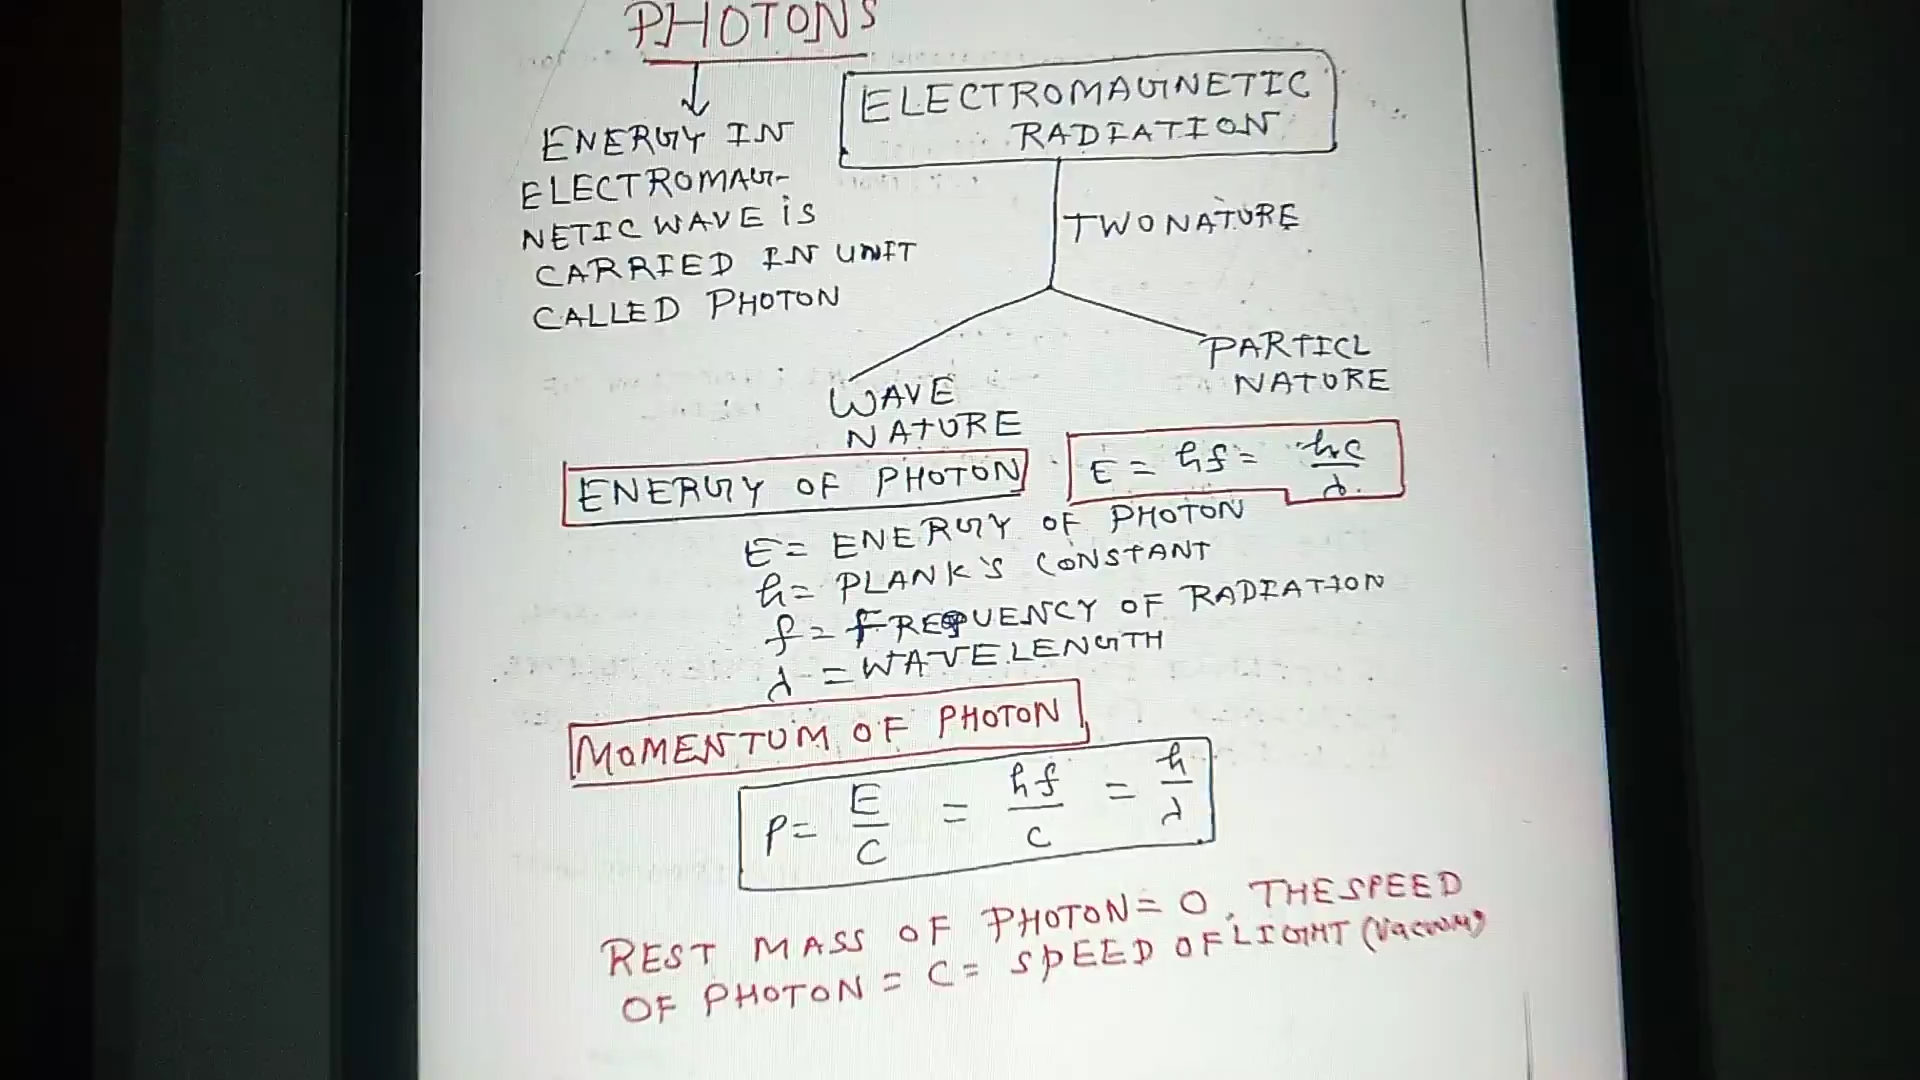 PHOTONS
ENERGY IN
ELECTROMAG-
NETIC WAVE iS
CARRIED IN UNIT
CALLED PHOTON
ELECTROMAGNETIC
RADIATION
TWO NATURE
WAVE
NATURE
PARTICL
NATURE
ENERGY OF PHOTON
E = hf = hc/λ
E = ENERGY OF PHOTON
h = PLANK'S CONSTANT
f = FREQUENCY OF RADIATION
λ = WAVELENGTH
MOMENTUM OF PHOTON
P = E/C = hf/C = h/λ
REST MASS OF PHOTON = 0. THE SPEED
OF PHOTON = C = SPEED OF LIGHT (Vacuum)